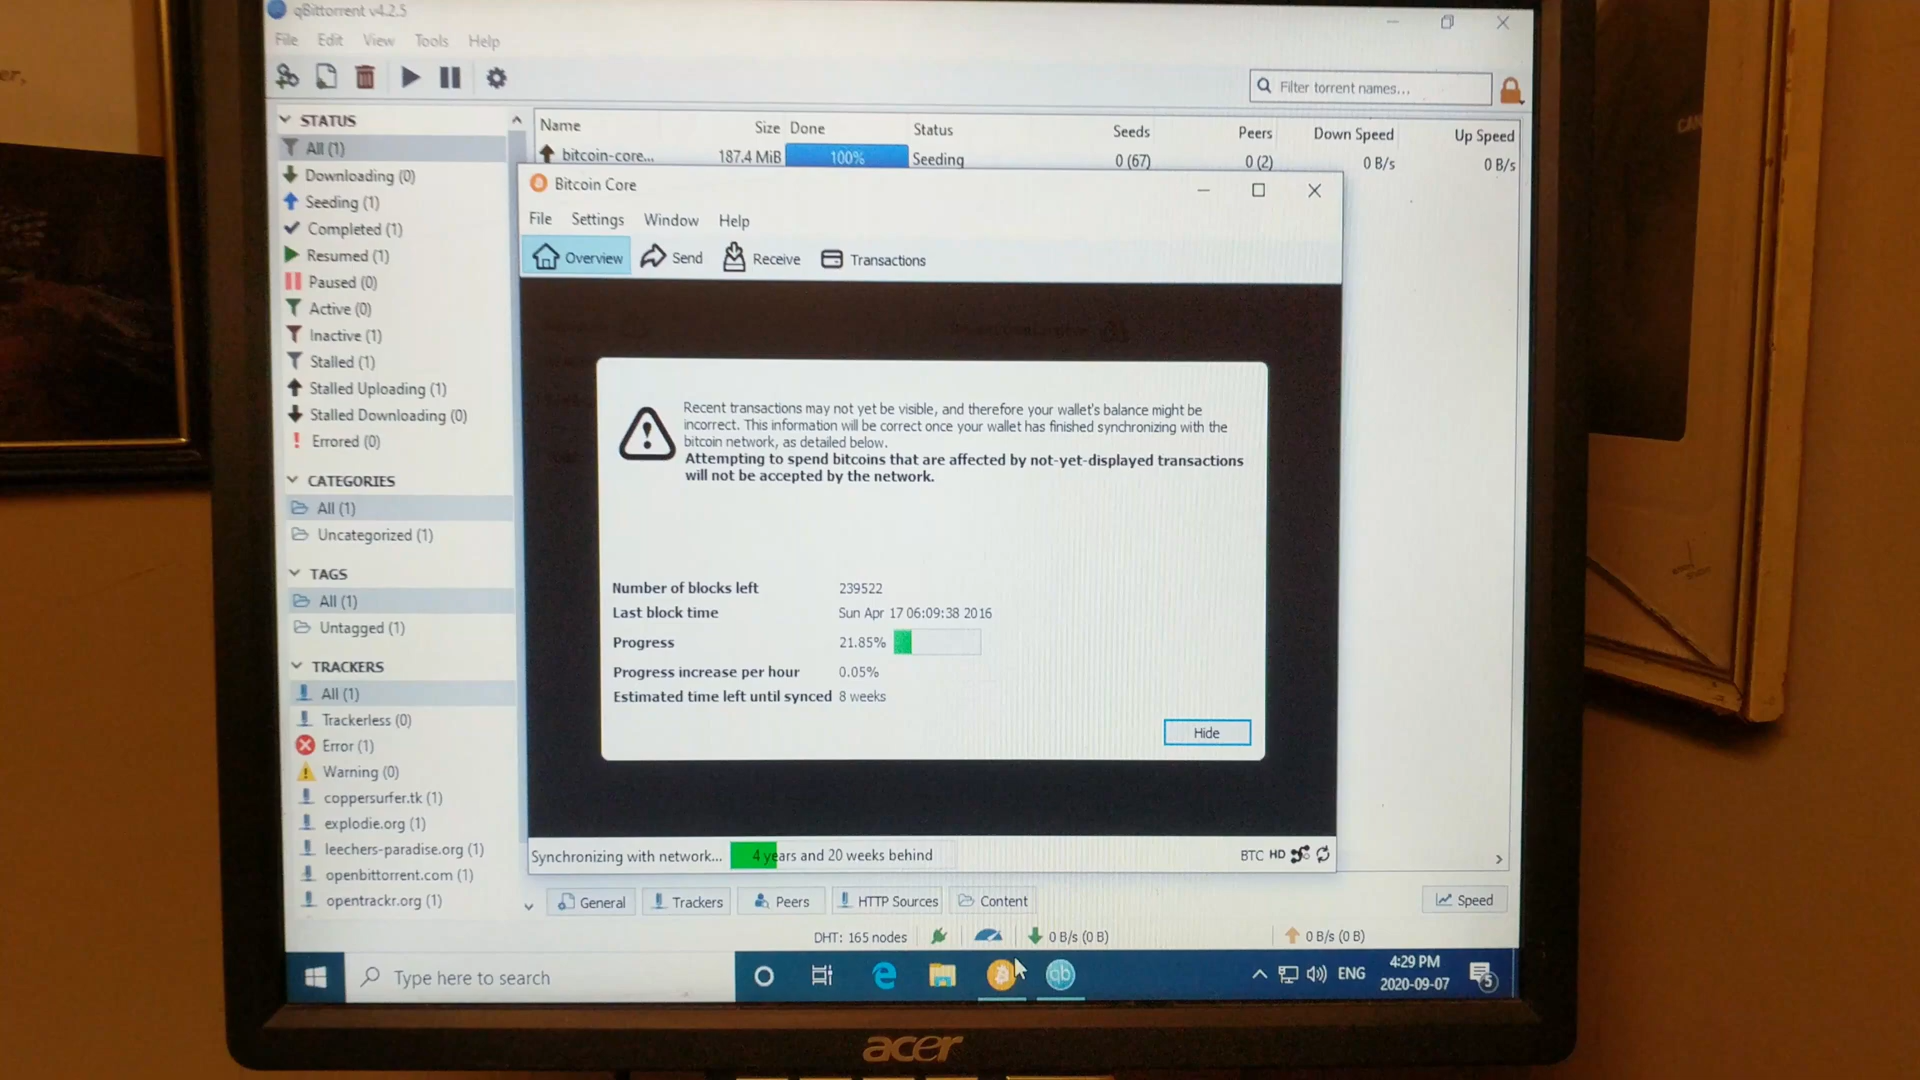 er,
qBittorrent v4.2.5
File Edit View Tools Help
Filter torrent names...
STATUS
All (1)
Downloading (0)
Seeding (1)
Completed (1)
Resumed (1)
Paused (0)
Active (0)
Inactive (1)
Stalled (1)
Stalled Uploading (1)
Stalled Downloading (0)
Errored (0)
CATEGORIES
All (1)
Uncategorized (1)
TAGS
All (1)
Untagged (1)
TRACKERS
All (1)
Trackerless (0)
Error (1)
Warning (0)
coppersurfer.tk (1)
explodie.org (1)
leechers-paradise.org (1)
openbittorrent.com (1)
opentrackr.org (1)
Name Size Done Status Seeds Peers Down Speed Up Speed
bitcoin-core... 187.4 MiB 100% Seeding 0 (67) 0 (2) 0 B/s 0 B/s
Bitcoin Core
File Settings Window Help
Overview Send Receive Transactions
Recent transactions may not yet be visible, and therefore your wallet's balance might be
incorrect. This information will be correct once your wallet has finished synchronizing with the
bitcoin network, as detailed below.
Attempting to spend bitcoins that are affected by not-yet-displayed transactions
will not be accepted by the network.
Number of blocks left 239522
Last block time Sun Apr 17 06:09:38 2016
Progress 21.85%
Progress increase per hour 0.05%
Estimated time left until synced 8 weeks
Hide
Synchronizing with network... 4 years and 20 weeks behind BTC HD
General Trackers Peers HTTP Sources Content Speed
DHT: 165 nodes 0 B/s (0 B) 0 B/s (0 B)
Type here to search
qb
ENG
4:29 PM
2020-09-07
5
acer